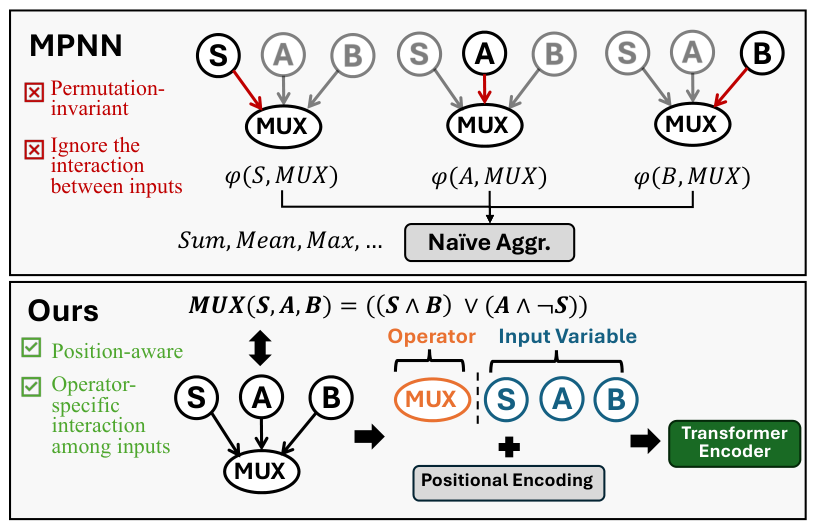 MPNN
Permutation-
invariant
Ignore the
interaction
between inputs
S A B
MUX
S A B
MUX
S A B
MUX
φ(S, MUX)
φ(A, MUX)
φ(B, MUX)
Sum, Mean, Max, ...
Naïve Aggr.
Ours
MUX(S, A, B) = ((S ∧ B) ∨ (A ∧ ¬S))
Position-aware
Operator-
specific
interaction
among inputs
S A B
MUX
Operator
Input Variable
MUX S A B
Positional Encoding
Transformer
Encoder